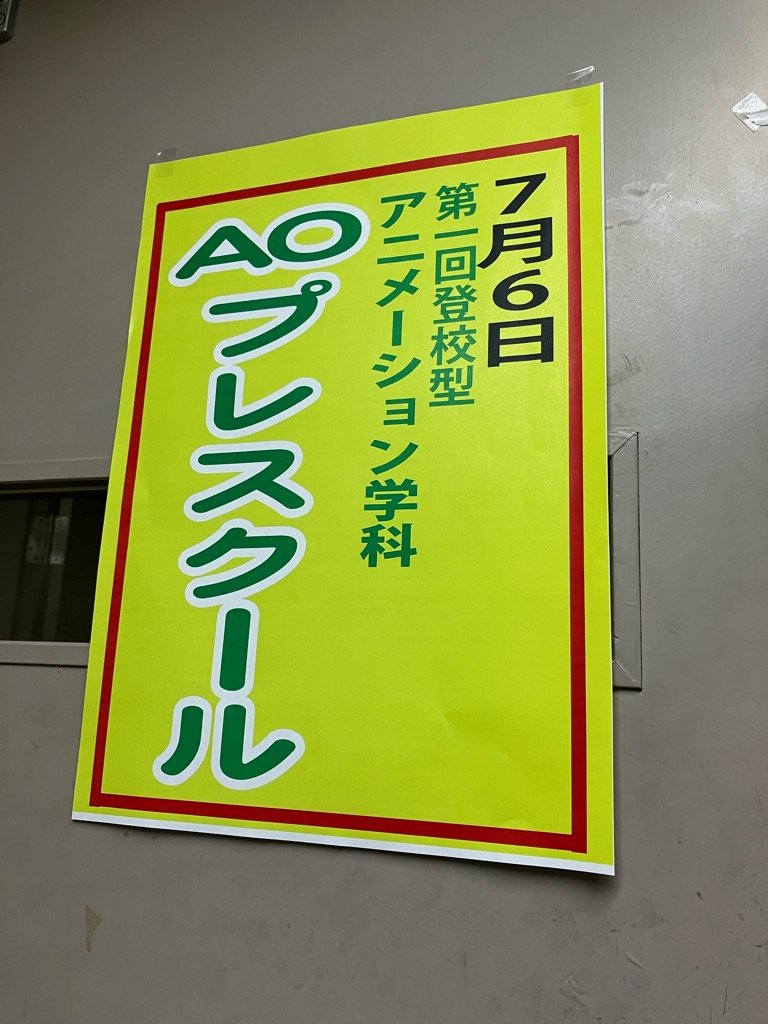 7月6日
第一回登校型
アニメーション学科
AOプレスクール